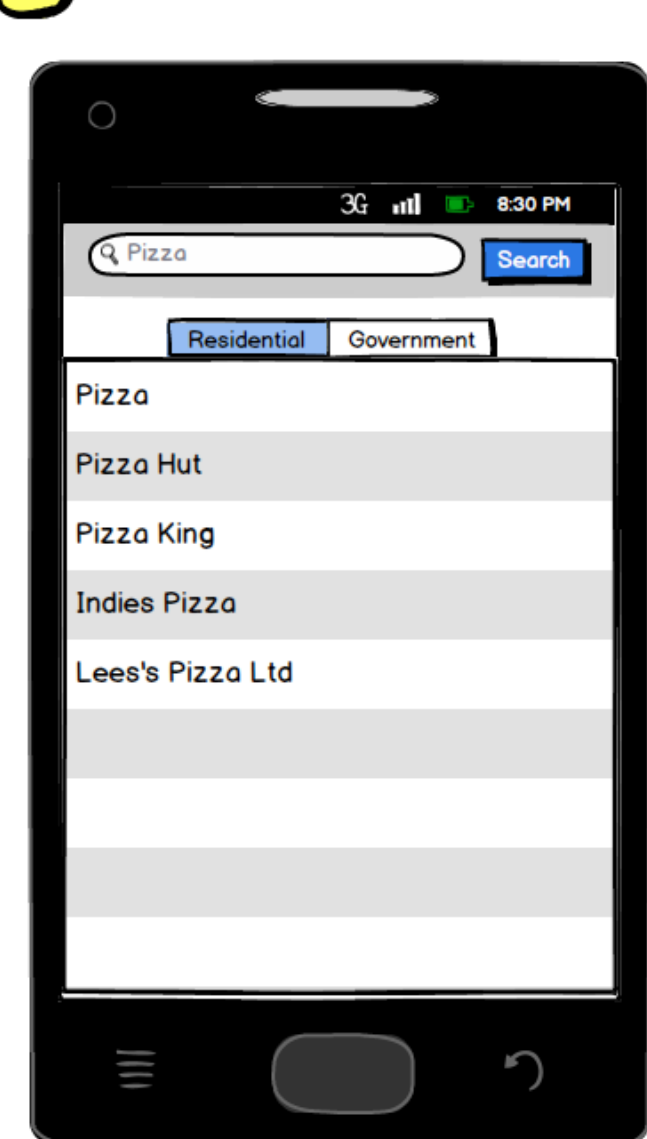 3G 8:30 PM
Pizza Search
Residential Government
Pizza
Pizza Hut
Pizza King
Indies Pizza
Lees's Pizza Ltd